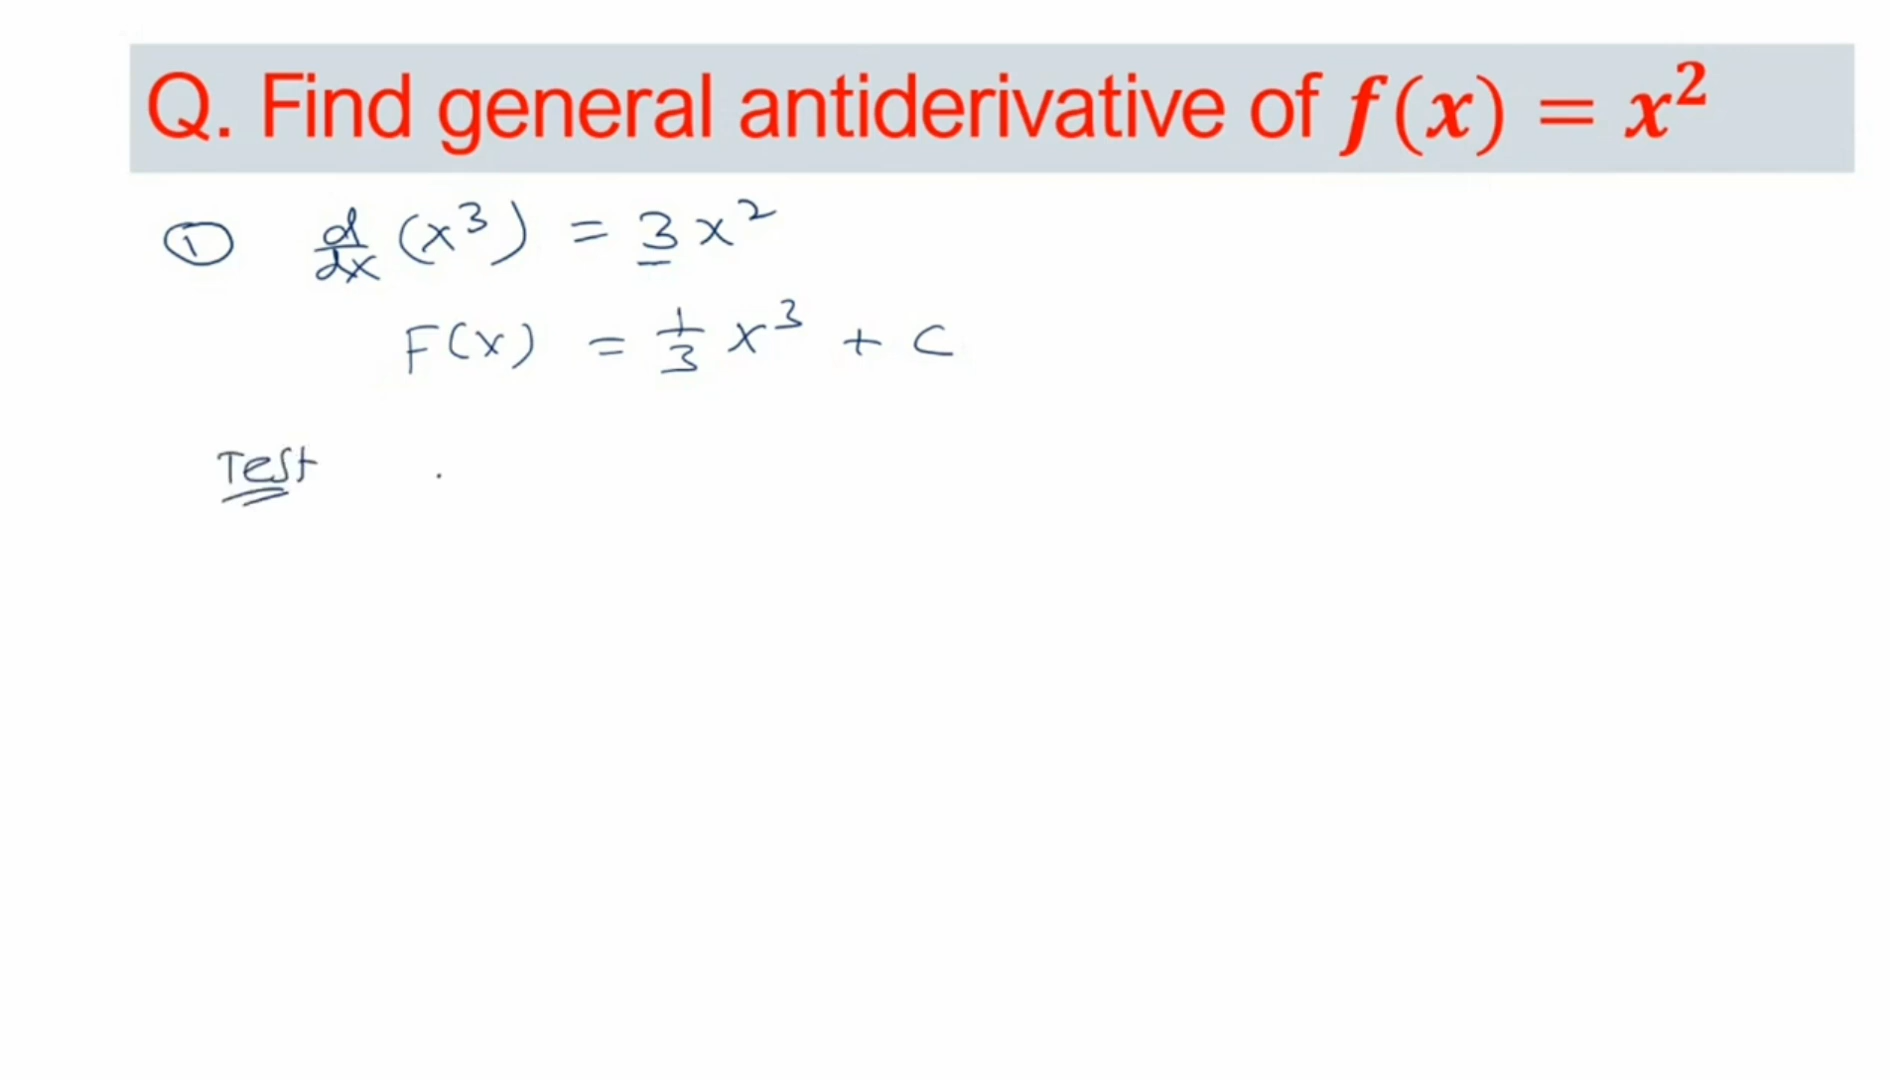 Q. Find general antiderivative of f(x) = x²
① d/dx (x³) = 3x²
F(x) = 1/3 x³ + C
Test